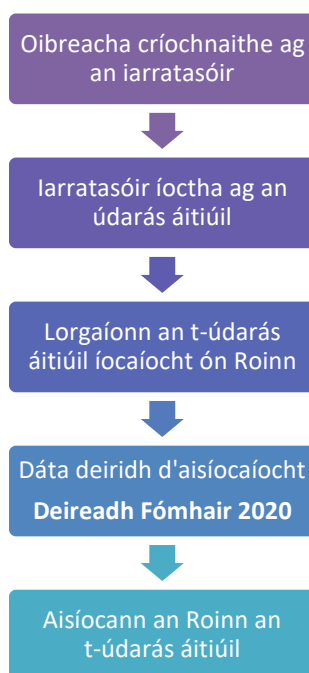 Oibreacha críochnaithe ag
an iarratasóir
Iarratasóir íoctha ag an
údarás áitiúil
Lorgaíonn an t-údarás
áitiúil íocaíocht ón Roinn
Dáta deiridh d'aisíocaíocht
Deireadh Fómhair 2020
Aisíocann an Roinn an
t-údarás áitiúil